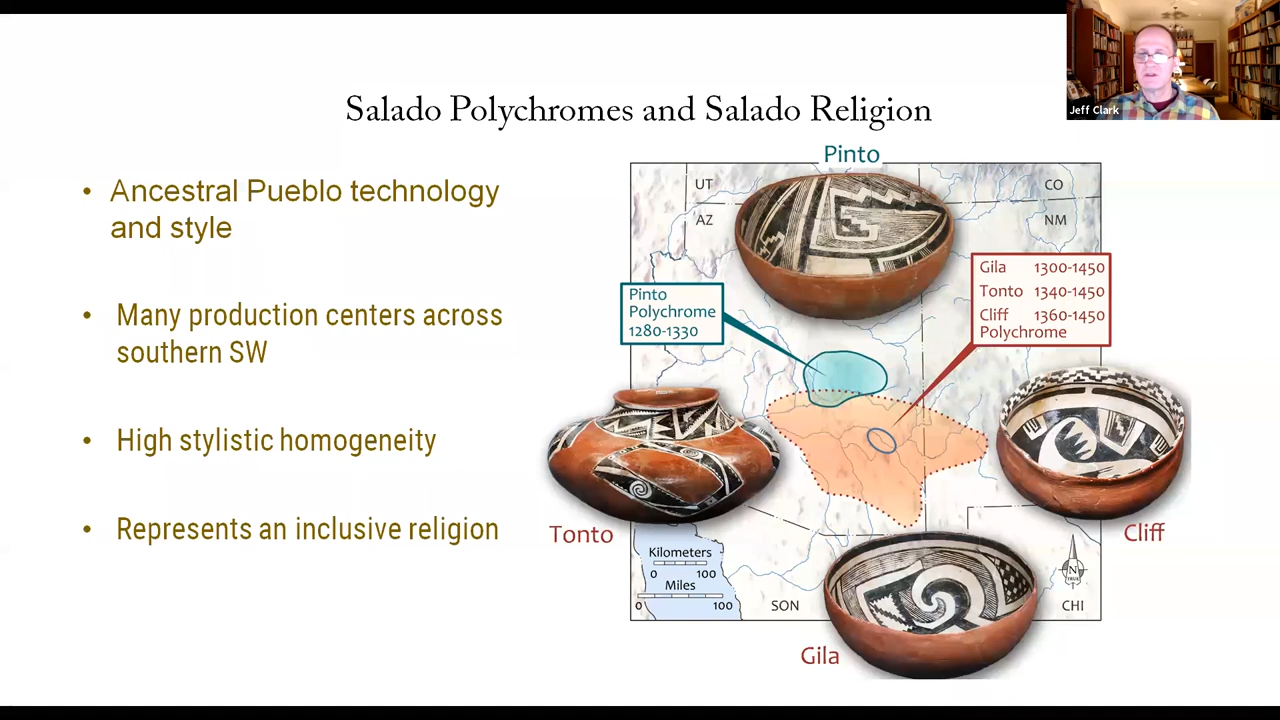 Jeff Clark
Salado Polychromes and Salado Religion
• Ancestral Pueblo technology
and style
• Many production centers across
southern SW
• High stylistic homogeneity
• Represents an inclusive religion
Pinto
UT
CO
AZ
NM
Gila 1300-1450
Tonto 1340-1450
Cliff 1360-1450
Polychrome
Pinto
Polychrome
1280-1330
Tonto
Cliff
Kilometers
0 100
Miles
0 100
N
TRUE
SON
CHI
Gila